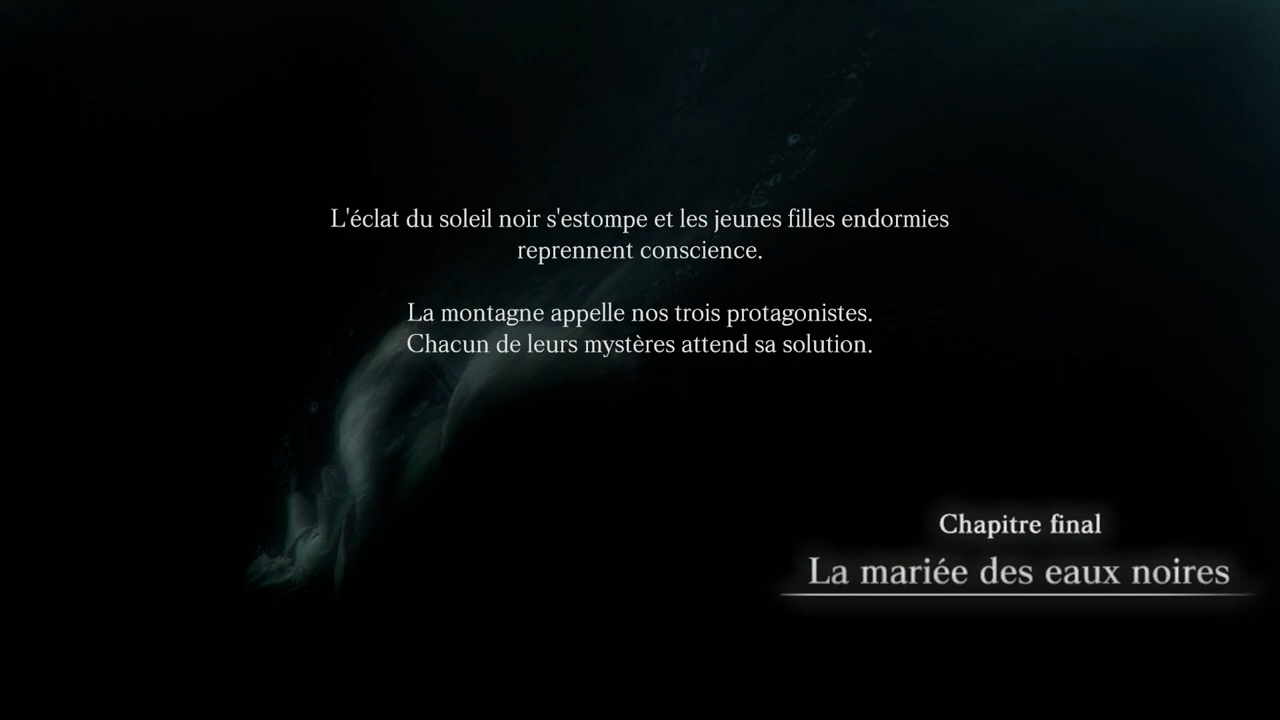 L'éclat du soleil noir s'estompe et les jeunes filles endormies
reprennent conscience.
La montagne appelle nos trois protagonistes.
Chacun de leurs mystères attend sa solution.
Chapitre final
La mariée des eaux noires